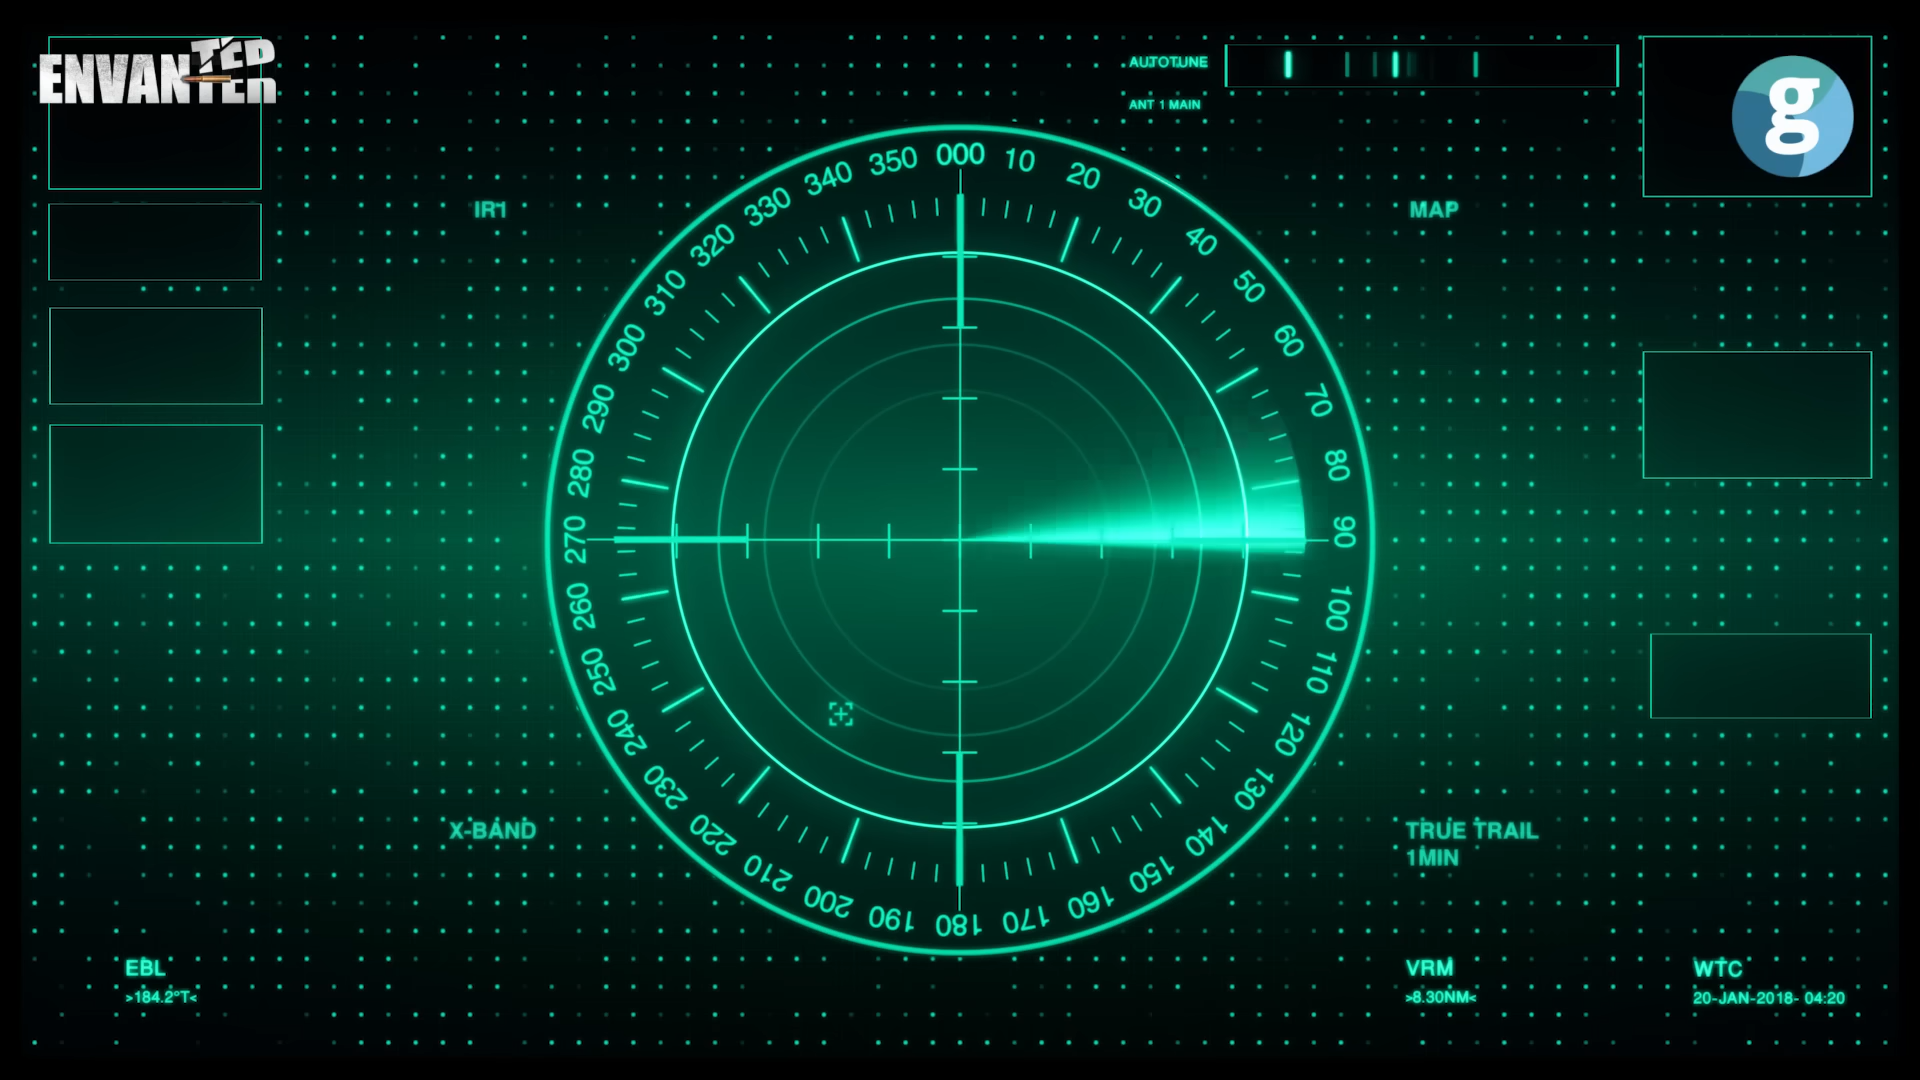 ENVANTER
TED
g
AUTOTUNE
ANT 1 MAIN
IR1
MAP
000 10 20 30 40 50 60 70 80 90 100 110 120 130 140 150 160 170 180 190 200 210 220 230 240 250 260 270 280 290 300 310 320 330 340 350
X-BAND
TRUE TRAIL
1MIN
EBL
>184.2°T<
VRM
>8.30NM<
WTC
20-JAN-2018- 04:20